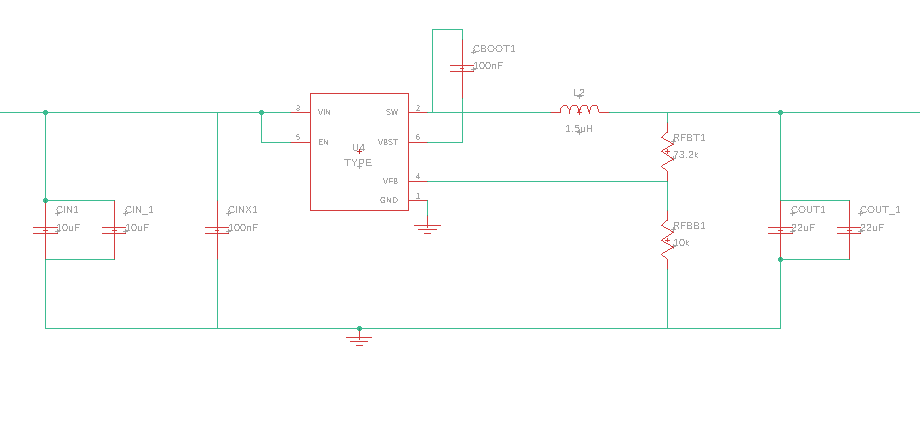 CBOOT1
100nF
L2
1.5uH
3
VIN
SW
2
5
EN
VBST
6
U4
TYPE
VFB
4
GND
1
RFBT1
73.2k
RFBB1
10k
CIN1
10uF
CIN_1
10uF
CINX1
100nF
COUT1
22uF
COUT_1
22uF